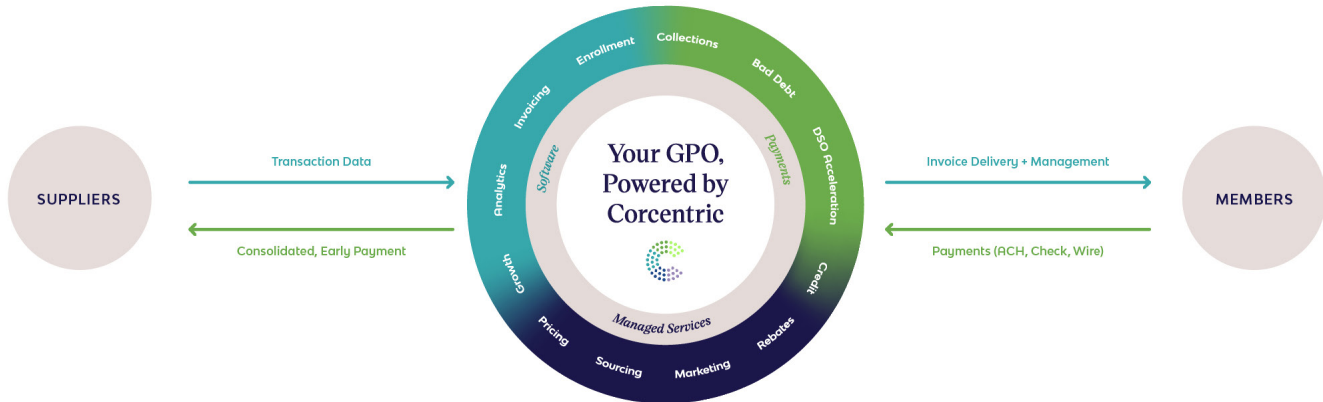 SUPPLIERS
Transaction Data
Consolidated, Early Payment
Enrollment
Collections
Invoicing
Bad Debt
Analytics
DSO Acceleration
Growth
Credit
Pricing
Sourcing
Marketing
Rebates
Software
Payments
Managed Services
Your GPO,
Powered by
Corcentric
Invoice Delivery + Management
Payments (ACH, Check, Wire)
MEMBERS